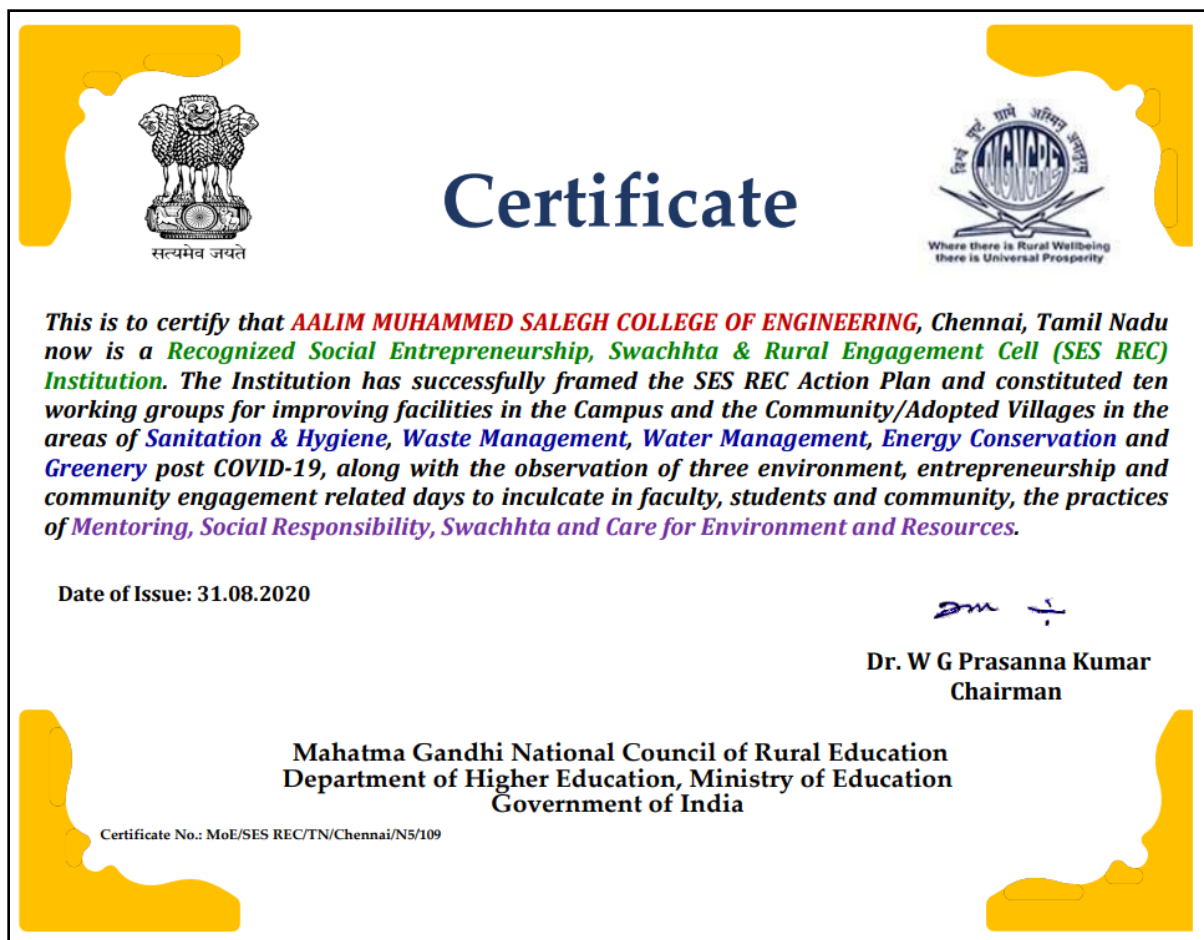 सत्यमेव जयते
Certificate
विश्वं पुष्टं ग्रामे अस्मिन् अनातुरम्
MGNCRE
Where there is Rural Wellbeing
there is Universal Prosperity
This is to certify that AALIM MUHAMMED SALEGH COLLEGE OF ENGINEERING, Chennai, Tamil Nadu
now is a Recognized Social Entrepreneurship, Swachhta & Rural Engagement Cell (SES REC)
Institution. The Institution has successfully framed the SES REC Action Plan and constituted ten
working groups for improving facilities in the Campus and the Community/Adopted Villages in the
areas of Sanitation & Hygiene, Waste Management, Water Management, Energy Conservation and
Greenery post COVID-19, along with the observation of three environment, entrepreneurship and
community engagement related days to inculcate in faculty, students and community, the practices
of Mentoring, Social Responsibility, Swachhta and Care for Environment and Resources.
Date of Issue: 31.08.2020
Dr. W G Prasanna Kumar
Chairman
Mahatma Gandhi National Council of Rural Education
Department of Higher Education, Ministry of Education
Government of India
Certificate No.: MoE/SES REC/TN/Chennai/N5/109